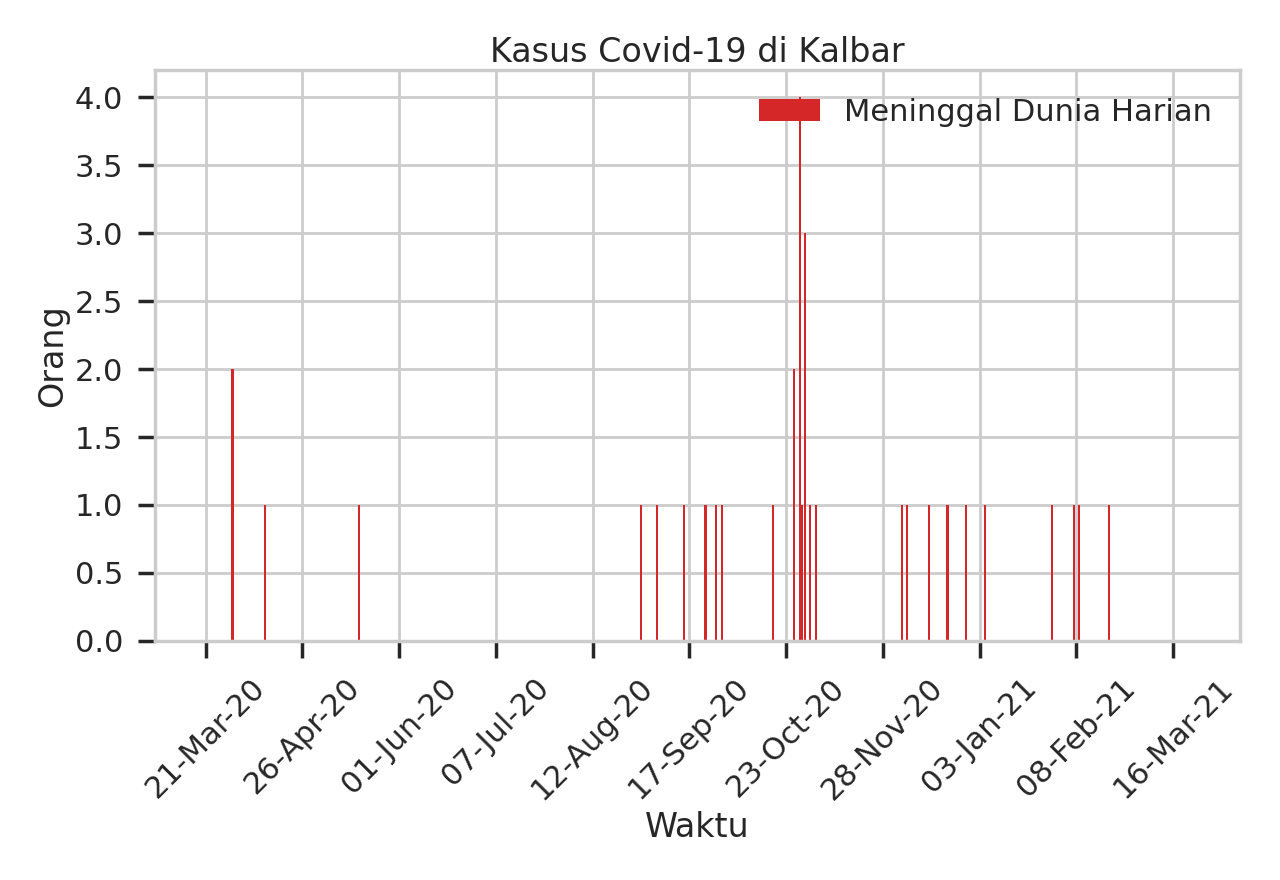 Kasus Covid-19 di Kalbar
Meninggal Dunia Harian
Orang
4.0
3.5
3.0
2.5
2.0
1.5
1.0
0.5
0.0
21-Mar-20
26-Apr-20
01-Jun-20
07-Jul-20
12-Aug-20
17-Sep-20
23-Oct-20
28-Nov-20
03-Jan-21
08-Feb-21
16-Mar-21
Waktu